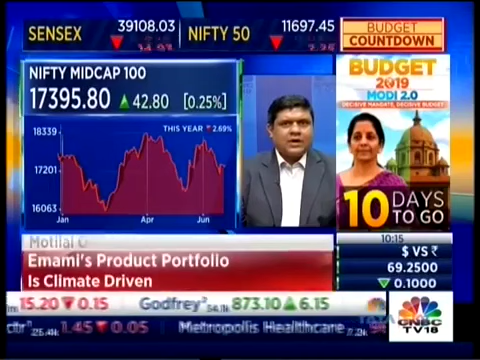 SENSEX 39108.03 NIFTY 50 11697.45
BUDGET
COUNTDOWN
NIFTY MIDCAP 100
17395.80 ▲ 42.80 [0.25%]
THIS YEAR ▼ 2.69%
18339
17201
16063
Jan Apr Jun
BUDGET
2019
MODI 2.0
DECISIVE MANDATE, DECISIVE BUDGET
10 DAYS
TO GO
Motilal
Emami's Product Portfolio
Is Climate Driven
10:15
$ VS ₹
69.2500
▼ 0.1000
15.20 ▼ 0.15 Godfrey 873.10 ▲ 6.15
1.45 ▼ 0.05 Metropolis Healthcare
CNBC
TV18